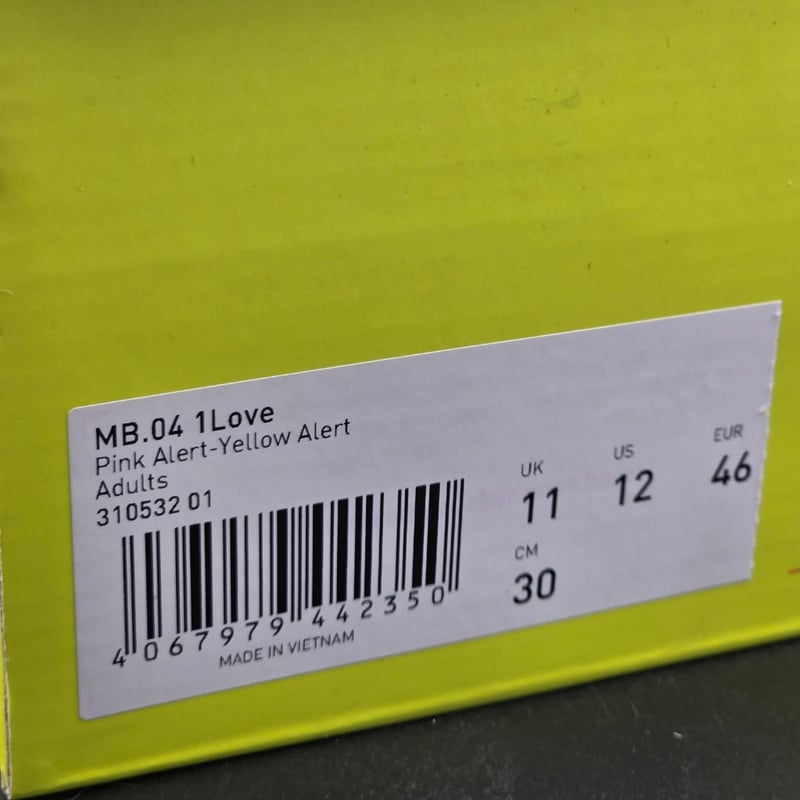 MB.04 1Love
Pink Alert-Yellow Alert
Adults
310532 01
4 067979 442350
MADE IN VIETNAM
UK
11
US
12
EUR
46
CM
30